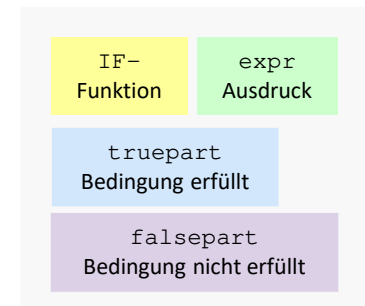 IF-
Funktion
expr
Ausdruck
truepart
Bedingung erfüllt
falsepart
Bedingung nicht erfüllt